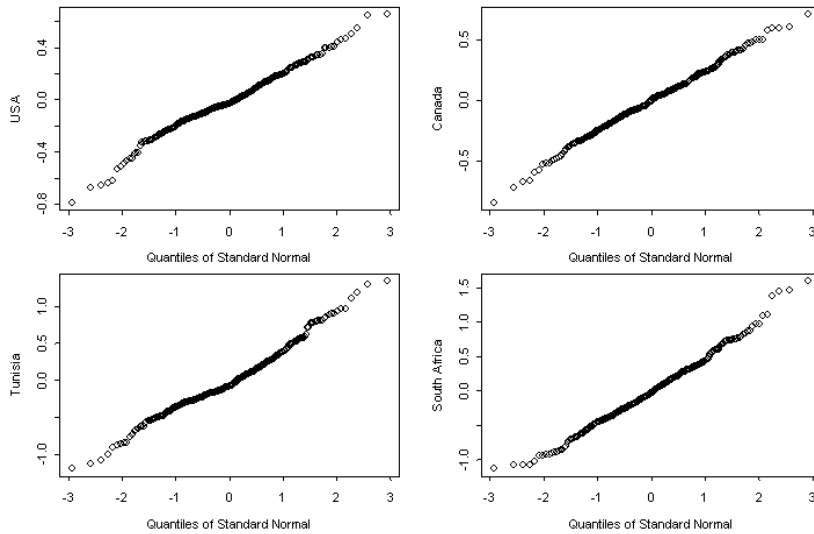 USA
0.4
0.0
-0.4
-0.8
-3 -2 -1 0 1 2 3
Quantiles of Standard Normal
Canada
0.5
0.0
-0.5
-3 -2 -1 0 1 2 3
Quantiles of Standard Normal
Tunisia
1.0
0.5
0.0
-1.0
-3 -2 -1 0 1 2 3
Quantiles of Standard Normal
South Africa
1.5
1.0
0.5
0.0
-1.0
-3 -2 -1 0 1 2 3
Quantiles of Standard Normal